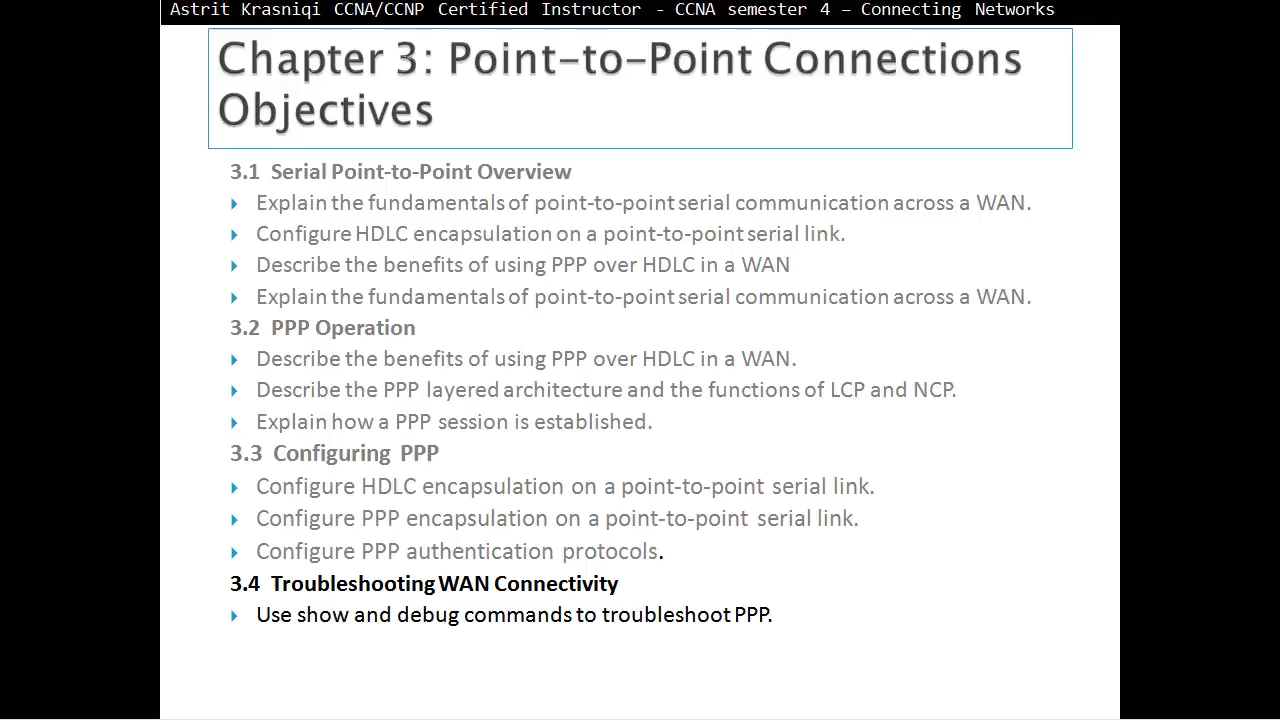 Astrit Krasniqi CCNA/CCNP Certified Instructor - CCNA semester 4 – Connecting Networks
Chapter 3: Point-to-Point Connections
Objectives
3.1 Serial Point-to-Point Overview
Explain the fundamentals of point-to-point serial communication across a WAN.
Configure HDLC encapsulation on a point-to-point serial link.
Describe the benefits of using PPP over HDLC in a WAN
Explain the fundamentals of point-to-point serial communication across a WAN.
3.2 PPP Operation
Describe the benefits of using PPP over HDLC in a WAN.
Describe the PPP layered architecture and the functions of LCP and NCP.
Explain how a PPP session is established.
3.3 Configuring PPP
Configure HDLC encapsulation on a point-to-point serial link.
Configure PPP encapsulation on a point-to-point serial link.
Configure PPP authentication protocols.
3.4 Troubleshooting WAN Connectivity
Use show and debug commands to troubleshoot PPP.